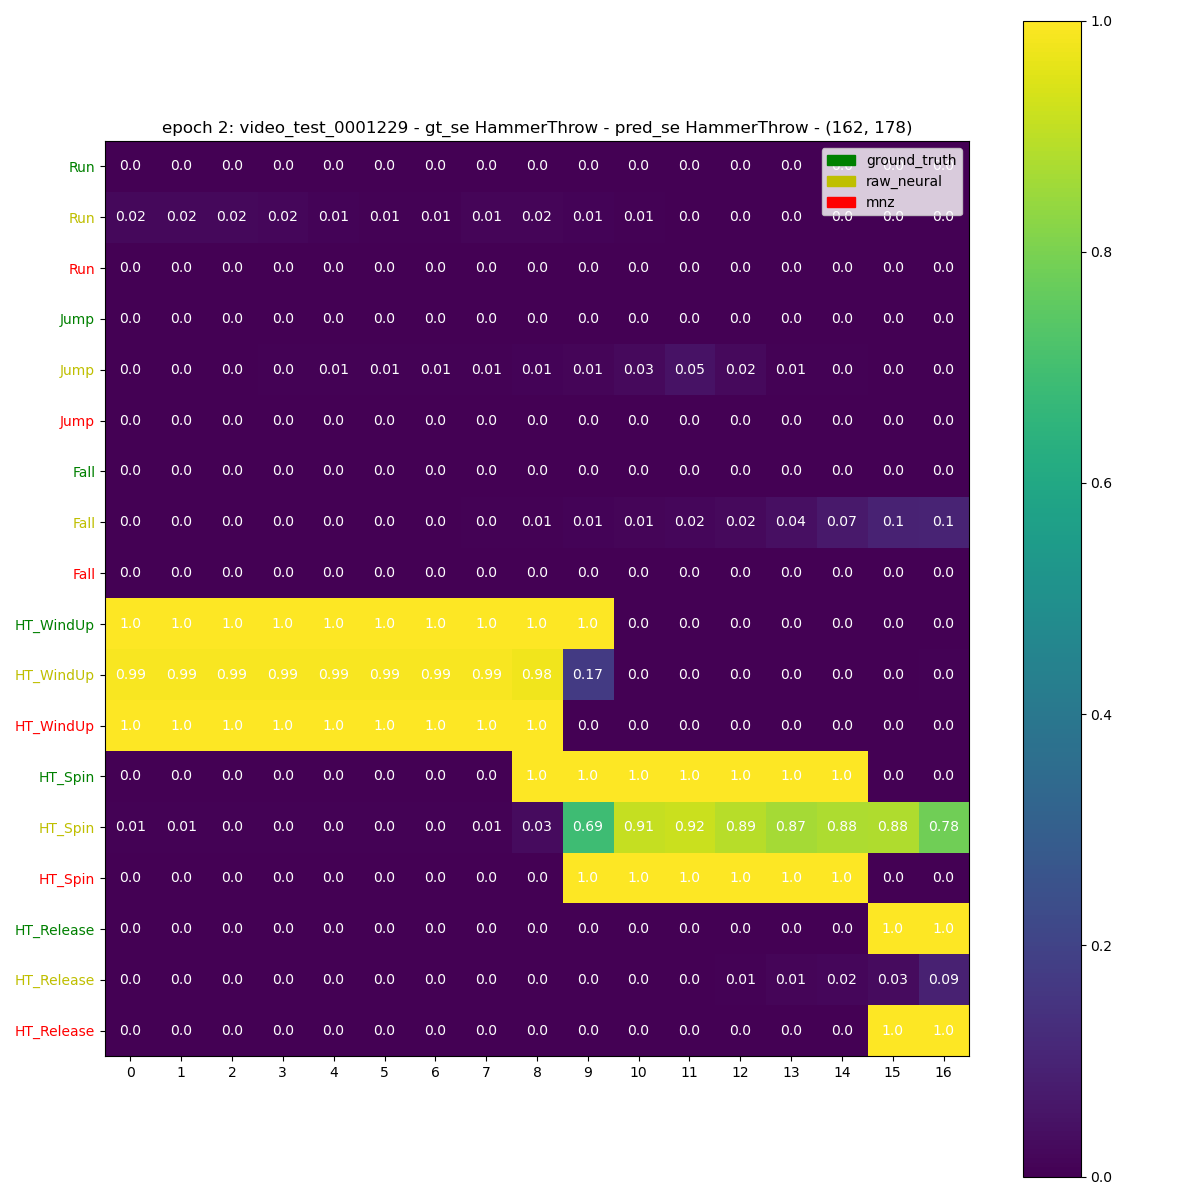 epoch 2: video_test_0001229 - gt_se HammerThrow - pred_se HammerThrow - (162, 178)
ground_truth
raw_neural
mnz
Run 0.0 0.0 0.0 0.0 0.0 0.0 0.0 0.0 0.0 0.0 0.0 0.0 0.0 0.0 0.0 0.0 0.0
Run 0.02 0.02 0.02 0.02 0.01 0.01 0.01 0.01 0.02 0.01 0.01 0.0 0.0 0.0 0.0 0.0 0.0
Run 0.0 0.0 0.0 0.0 0.0 0.0 0.0 0.0 0.0 0.0 0.0 0.0 0.0 0.0 0.0 0.0 0.0
Jump 0.0 0.0 0.0 0.0 0.0 0.0 0.0 0.0 0.0 0.0 0.0 0.0 0.0 0.0 0.0 0.0 0.0
Jump 0.0 0.0 0.0 0.0 0.01 0.01 0.01 0.01 0.01 0.01 0.03 0.05 0.02 0.01 0.0 0.0 0.0
Jump 0.0 0.0 0.0 0.0 0.0 0.0 0.0 0.0 0.0 0.0 0.0 0.0 0.0 0.0 0.0 0.0 0.0
Fall 0.0 0.0 0.0 0.0 0.0 0.0 0.0 0.0 0.0 0.0 0.0 0.0 0.0 0.0 0.0 0.0 0.0
Fall 0.0 0.0 0.0 0.0 0.0 0.0 0.0 0.0 0.01 0.01 0.01 0.02 0.02 0.04 0.07 0.1 0.1
Fall 0.0 0.0 0.0 0.0 0.0 0.0 0.0 0.0 0.0 0.0 0.0 0.0 0.0 0.0 0.0 0.0 0.0
HT_WindUp 1.0 1.0 1.0 1.0 1.0 1.0 1.0 1.0 1.0 1.0 0.0 0.0 0.0 0.0 0.0 0.0 0.0
HT_WindUp 0.99 0.99 0.99 0.99 0.99 0.99 0.99 0.99 0.98 0.17 0.0 0.0 0.0 0.0 0.0 0.0 0.0
HT_WindUp 1.0 1.0 1.0 1.0 1.0 1.0 1.0 1.0 1.0 0.0 0.0 0.0 0.0 0.0 0.0 0.0 0.0
HT_Spin 0.0 0.0 0.0 0.0 0.0 0.0 0.0 0.0 1.0 1.0 1.0 1.0 1.0 1.0 1.0 0.0 0.0
HT_Spin 0.01 0.01 0.0 0.0 0.0 0.0 0.0 0.01 0.03 0.69 0.91 0.92 0.89 0.87 0.88 0.88 0.78
HT_Spin 0.0 0.0 0.0 0.0 0.0 0.0 0.0 0.0 0.0 1.0 1.0 1.0 1.0 1.0 1.0 0.0 0.0
HT_Release 0.0 0.0 0.0 0.0 0.0 0.0 0.0 0.0 0.0 0.0 0.0 0.0 0.0 0.0 0.0 1.0 1.0
HT_Release 0.0 0.0 0.0 0.0 0.0 0.0 0.0 0.0 0.0 0.0 0.0 0.0 0.01 0.01 0.02 0.03 0.09
HT_Release 0.0 0.0 0.0 0.0 0.0 0.0 0.0 0.0 0.0 0.0 0.0 0.0 0.0 0.0 0.0 1.0 1.0
0 1 2 3 4 5 6 7 8 9 10 11 12 13 14 15 16
1.0
0.8
0.6
0.4
0.2
0.0